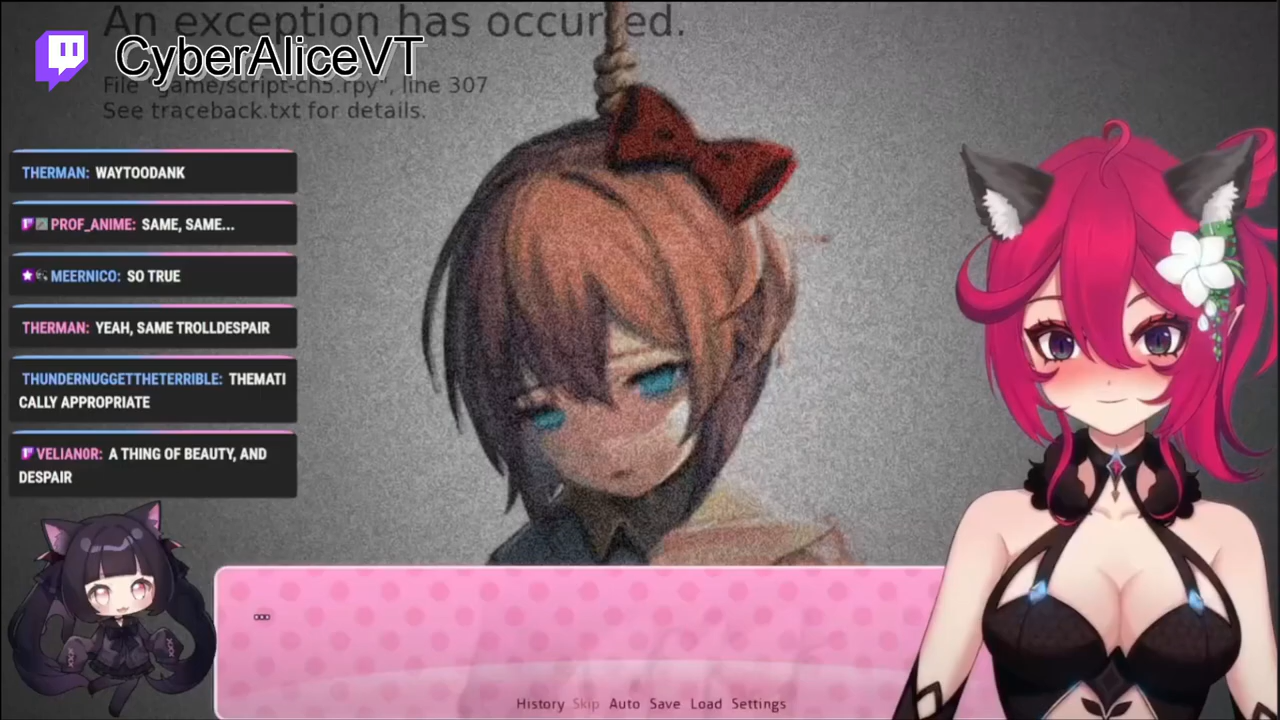 An exception has occurred.
CyberAliceVT
File "game/script-ch5.rpy", line 307
See traceback.txt for details.
THERMAN: WAYTOODANK
PROF_ANIME: SAME, SAME...
MEERNICO: SO TRUE
THERMAN: YEAH, SAME TROLLDESPAIR
THUNDERNUGGETTHETERRIBLE: THEMATI
CALLY APPROPRIATE
VELIAN0R: A THING OF BEAUTY, AND
DESPAIR
...
History Skip Auto Save Load Settings